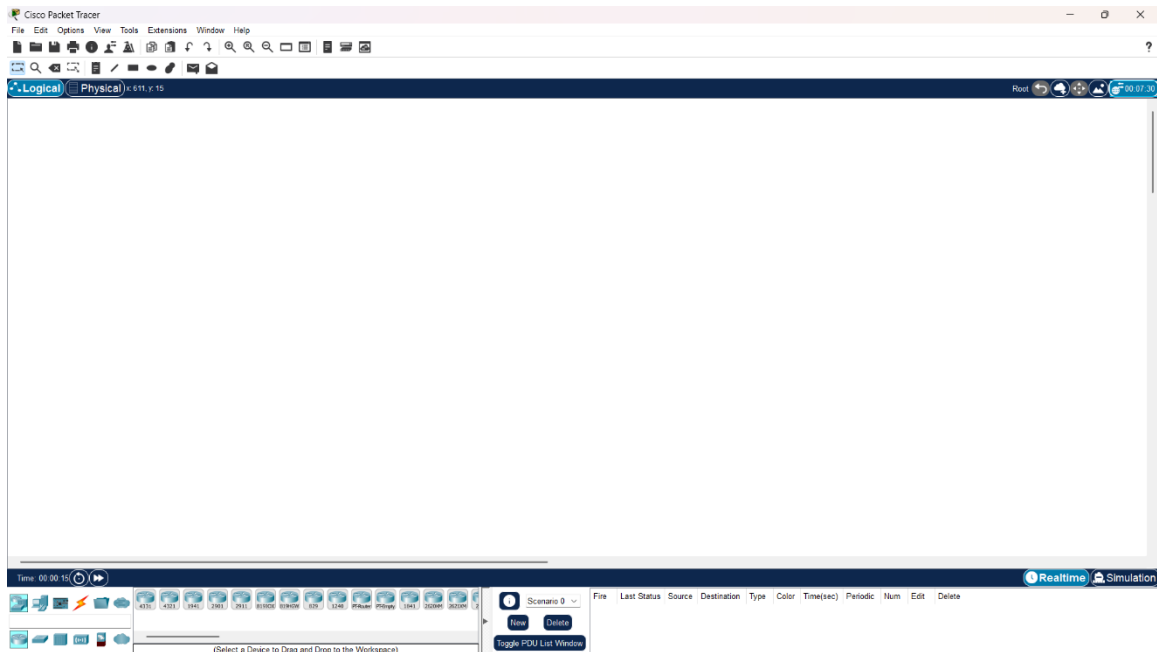 Cisco Packet Tracer
File Edit Options View Tools Extensions Window Help
?
Logical Physical x: 611, y: 15 Root 00:07:30
Time: 00:00:15 Realtime Simulation
4331 4321 1941 2901 2911 819HGW 829 1240 PT-Router PT-Empty 1841 2620XM 2621XM 2
Scenario 0
Fire Last Status Source Destination Type Color Time(sec) Periodic Num Edit Delete
New Delete
Toggle PDU List Window
(Select a Device to Drag and Drop to the Workspace)